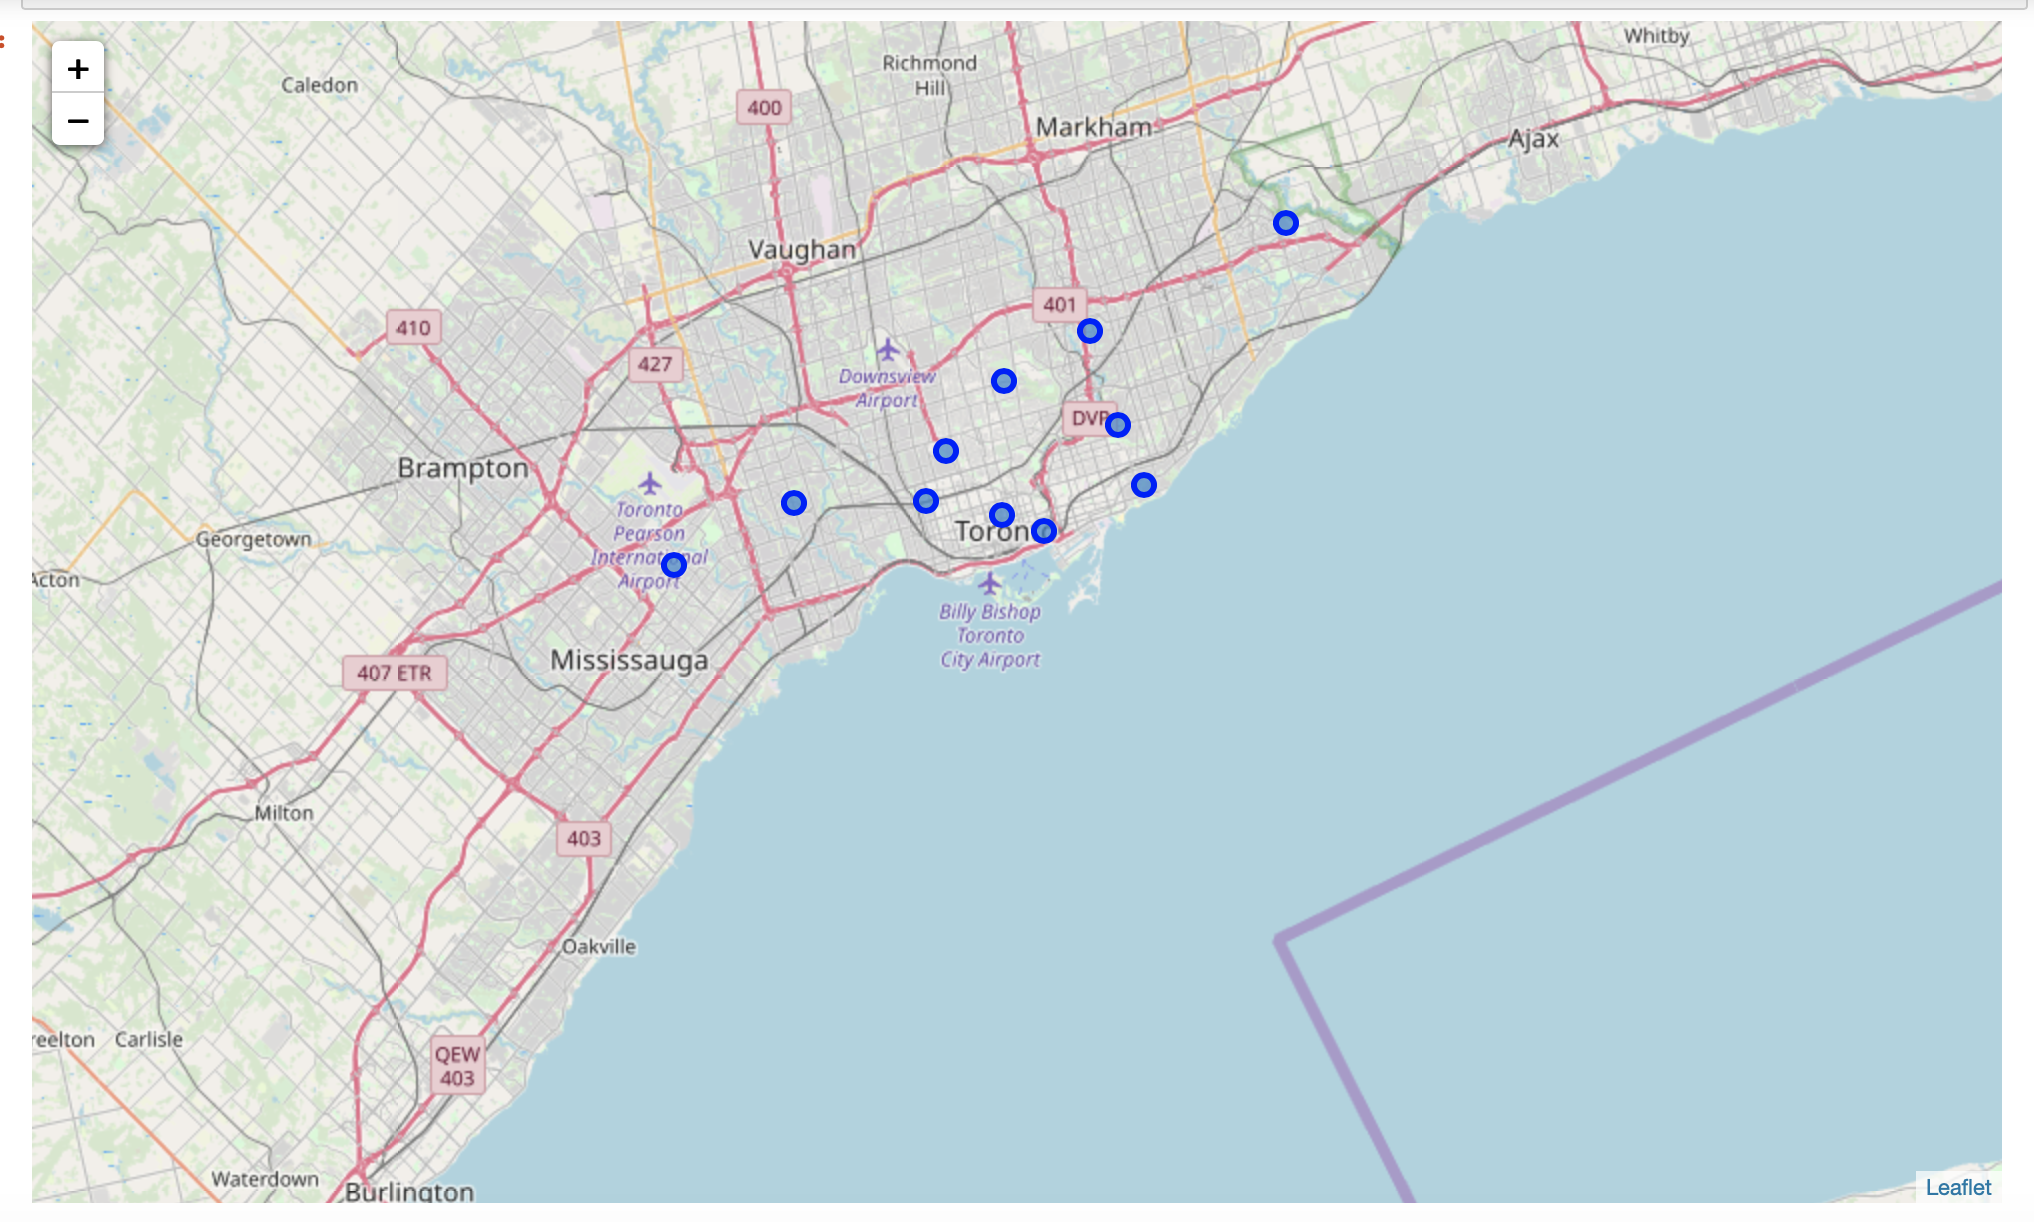 +
−
Caledon
400
Richmond
Hill
Markham
Whitby
Ajax
Vaughan
401
410
427
Downsview
Airport
DVP
Brampton
Toronto
Pearson
International
Airport
Georgetown
Acton
Toron
Billy Bishop
Toronto
City Airport
Mississauga
407 ETR
Milton
403
Oakville
reelton
Carlisle
QEW
403
Waterdown
Burlington
Leaflet